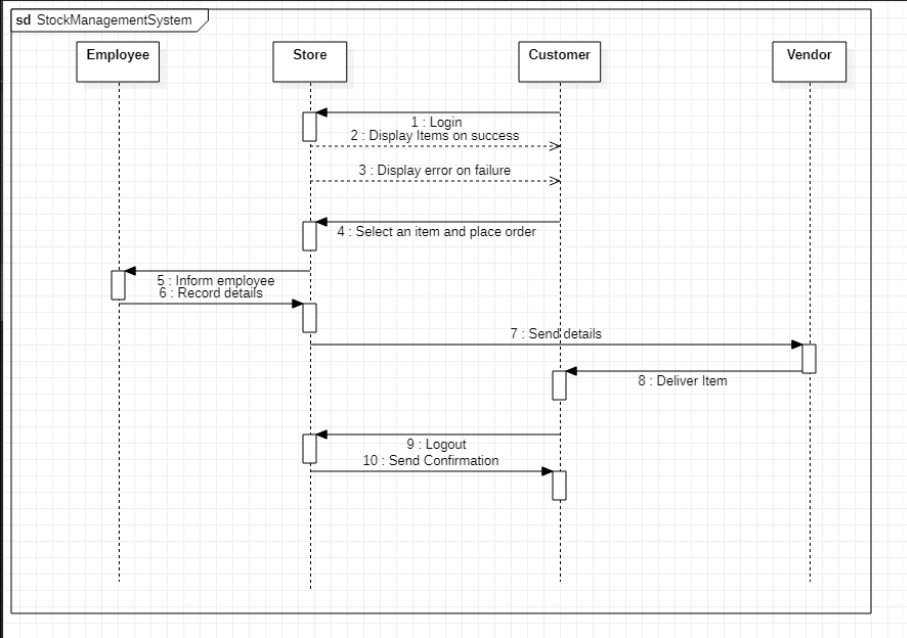 sd StockManagementSystem
Employee
Store
Customer
Vendor
1 : Login
2 : Display Items on success
3 : Display error on failure
4 : Select an item and place order
5 : Inform employee
6 : Record details
7 : Send details
8 : Deliver Item
9 : Logout
10 : Send Confirmation